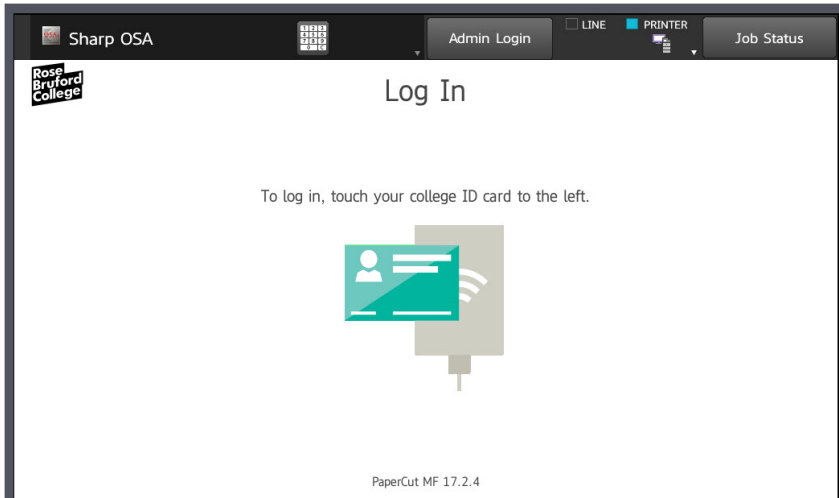 Sharp OSA
Admin Login
LINE
PRINTER
Job Status
Rose
Bruford
College
Log In
To log in, touch your college ID card to the left.
PaperCut MF 17.2.4